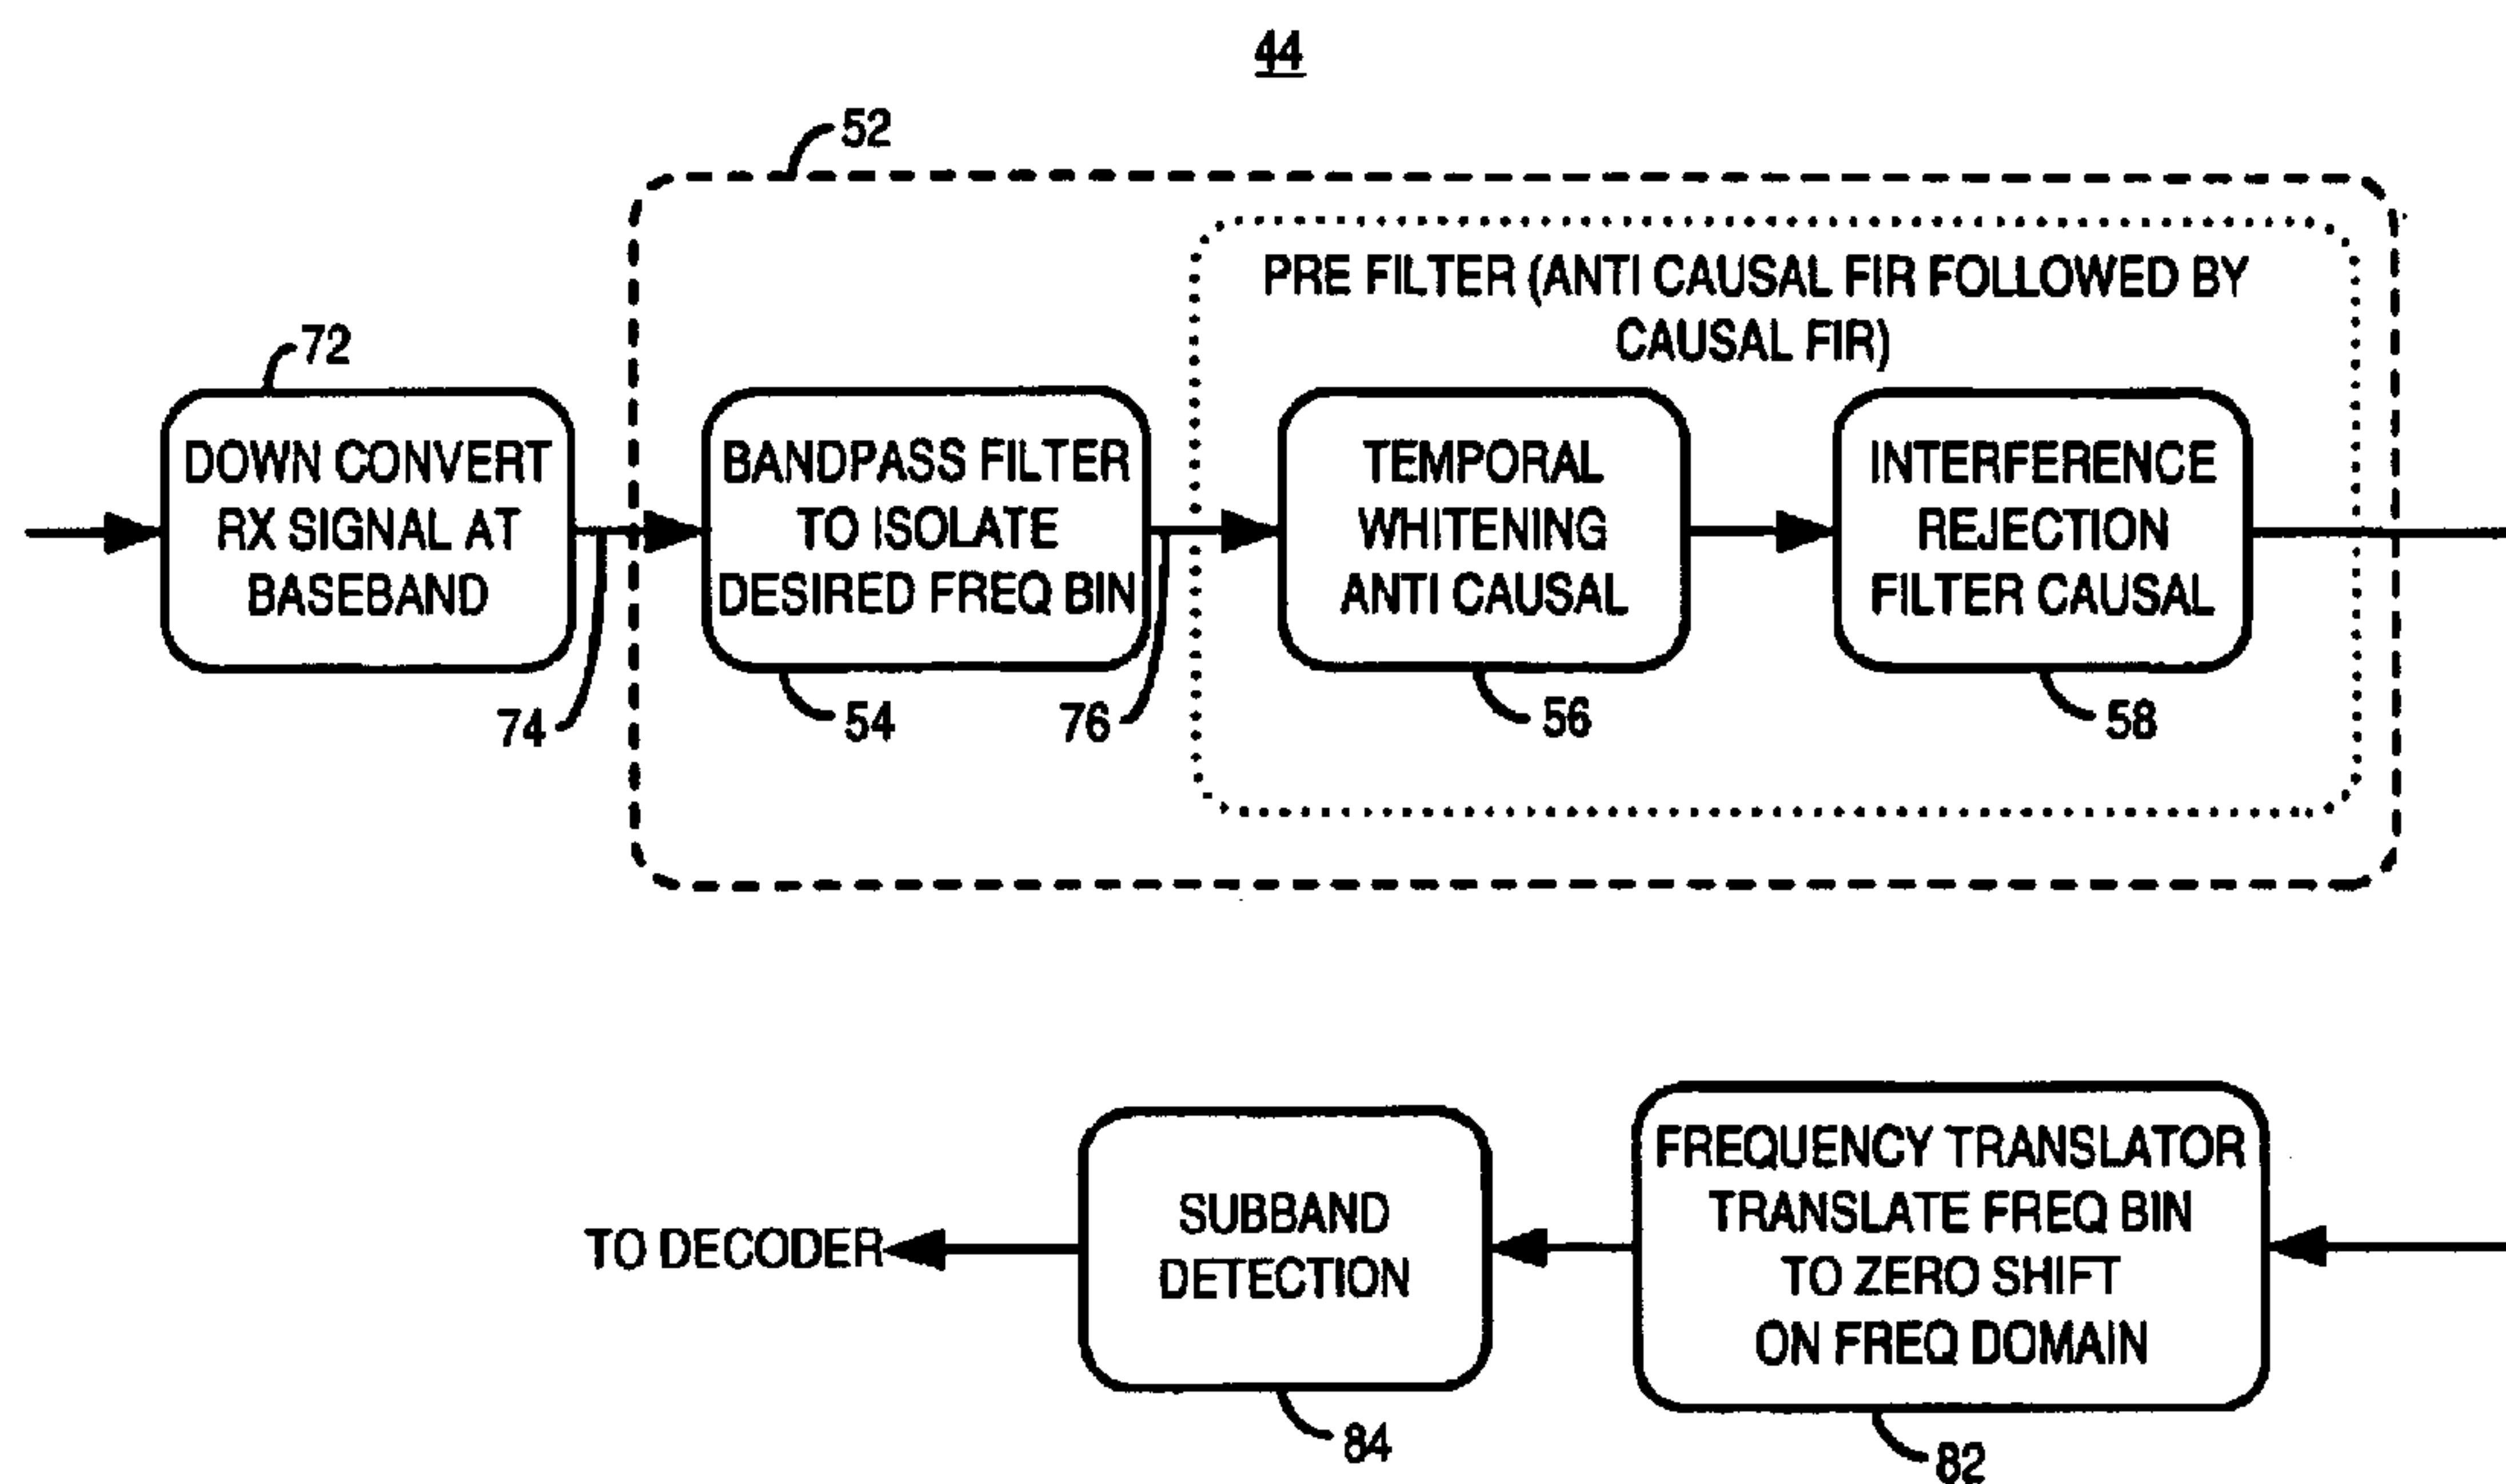 44
52
PRE FILTER (ANTI CAUSAL FIR FOLLOWED BY
CAUSAL FIR)
72
DOWN CONVERT
RX SIGNAL AT
BASEBAND
BANDPASS FILTER
TO ISOLATE
DESIRED FREQ BIN
TEMPORAL
WHITENING
ANTI CAUSAL
INTERFERENCE
REJECTION
FILTER CAUSAL
74
54
76
56
58
TO DECODER
SUBBAND
DETECTION
FREQUENCY TRANSLATOR
TRANSLATE FREQ BIN
TO ZERO SHIFT
ON FREQ DOMAIN
84
82